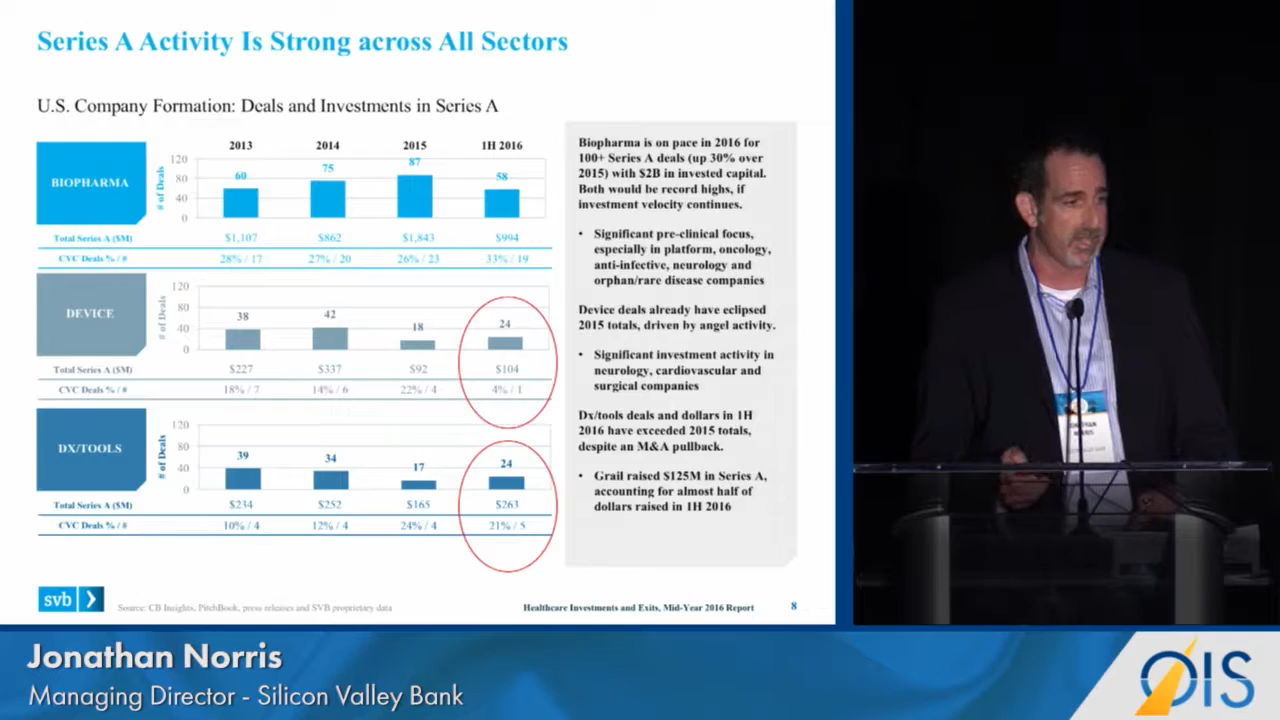 Series A Activity Is Strong across All Sectors
U.S. Company Formation: Deals and Investments in Series A
2013 2014 2015 1H 2016
BIOPHARMA
# of Deals
120
80
40
0
60 75 87 58
Total Series A ($M) $1,107 $862 $1,843 $994
CVC Deals % / # 28% / 17 27% / 20 26% / 23 33% / 19
DEVICE
# of Deals
120
80
40
0
38 42 18 24
Total Series A ($M) $227 $337 $92 $104
CVC Deals % / # 18% / 7 14% / 6 22% / 4 4% / 1
DX/TOOLS
# of Deals
120
80
40
0
39 34 17 24
Total Series A ($M) $234 $252 $165 $263
CVC Deals % / # 10% / 4 12% / 4 24% / 4 21% / 5
Biopharma is on pace in 2016 for
100+ Series A deals (up 30% over
2015) with $2B in invested capital.
Both would be record highs, if
investment velocity continues.
• Significant pre-clinical focus,
especially in platform, oncology,
anti-infective, neurology and
orphan/rare disease companies
Device deals already have eclipsed
2015 totals, driven by angel activity.
• Significant investment activity in
neurology, cardiovascular and
surgical companies
Dx/tools deals and dollars in 1H
2016 have exceeded 2015 totals,
despite an M&A pullback.
• Grail raised $125M in Series A,
accounting for almost half of
dollars raised in 1H 2016
svb
Source: CB Insights, PitchBook, press releases and SVB proprietary data
Healthcare Investments and Exits, Mid-Year 2016 Report 8
JONATHAN
NORRIS
Jonathan Norris
Managing Director - Silicon Valley Bank
OIS